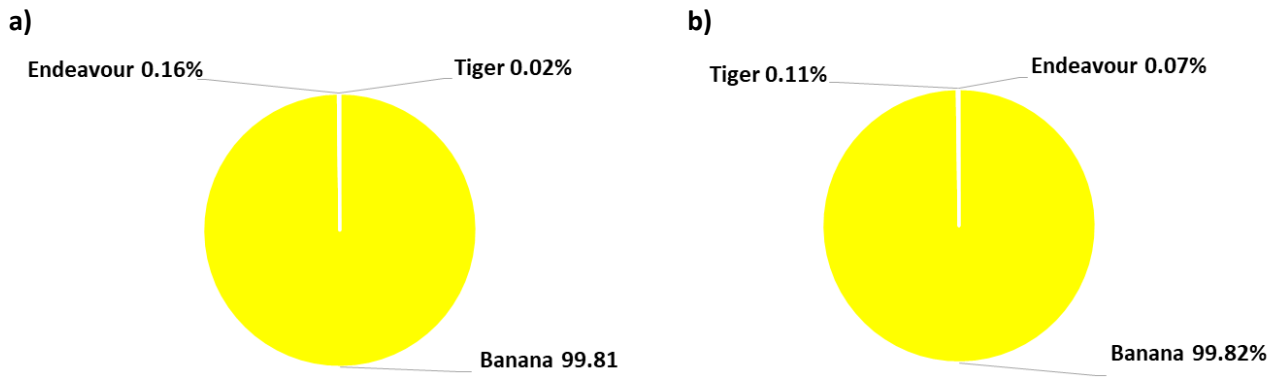 a)
Endeavour 0.16%
Tiger 0.02%
Banana 99.81
b)
Tiger 0.11%
Endeavour 0.07%
Banana 99.82%